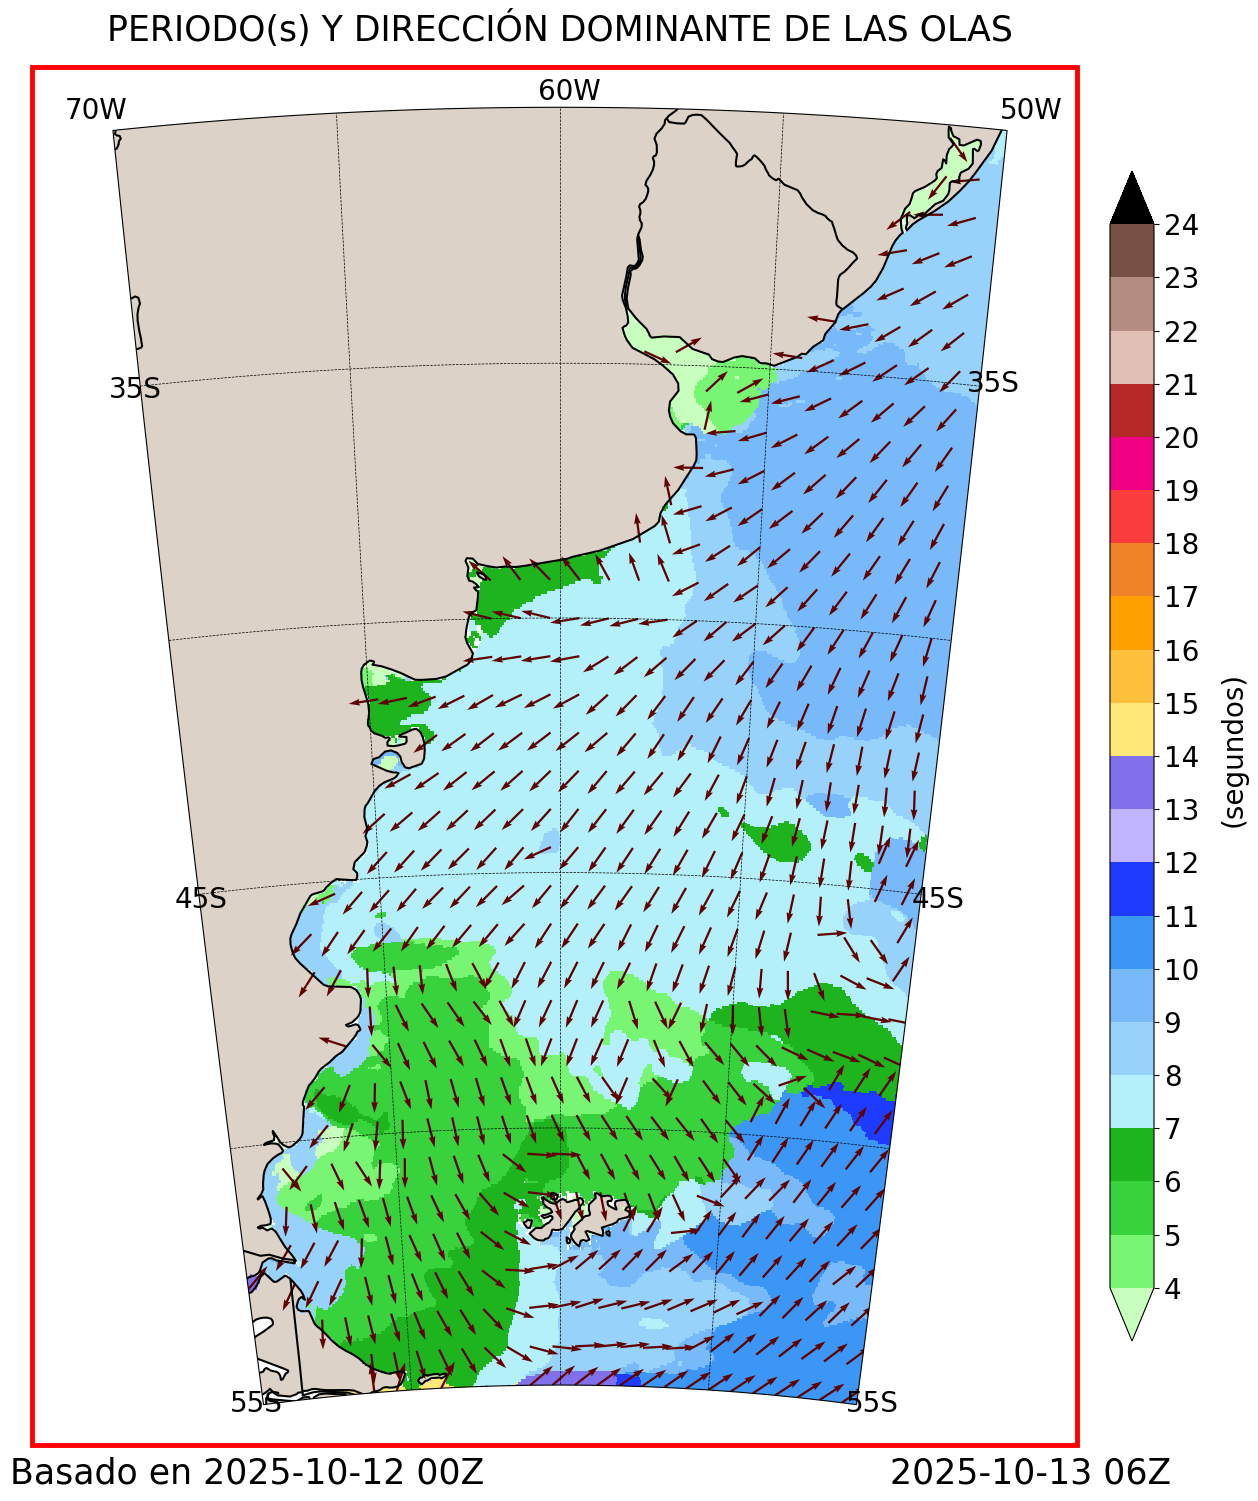 PERIODO(s) Y DIRECCIÓN DOMINANTE DE LAS OLAS
70W
60W
50W
35S
35S
45S
45S
55S
55S
24
23
22
21
20
19
18
17
16
15
14
13
12
11
10
9
8
7
6
5
4
(segundos)
Basado en 2025-10-12 00Z
2025-10-13 06Z